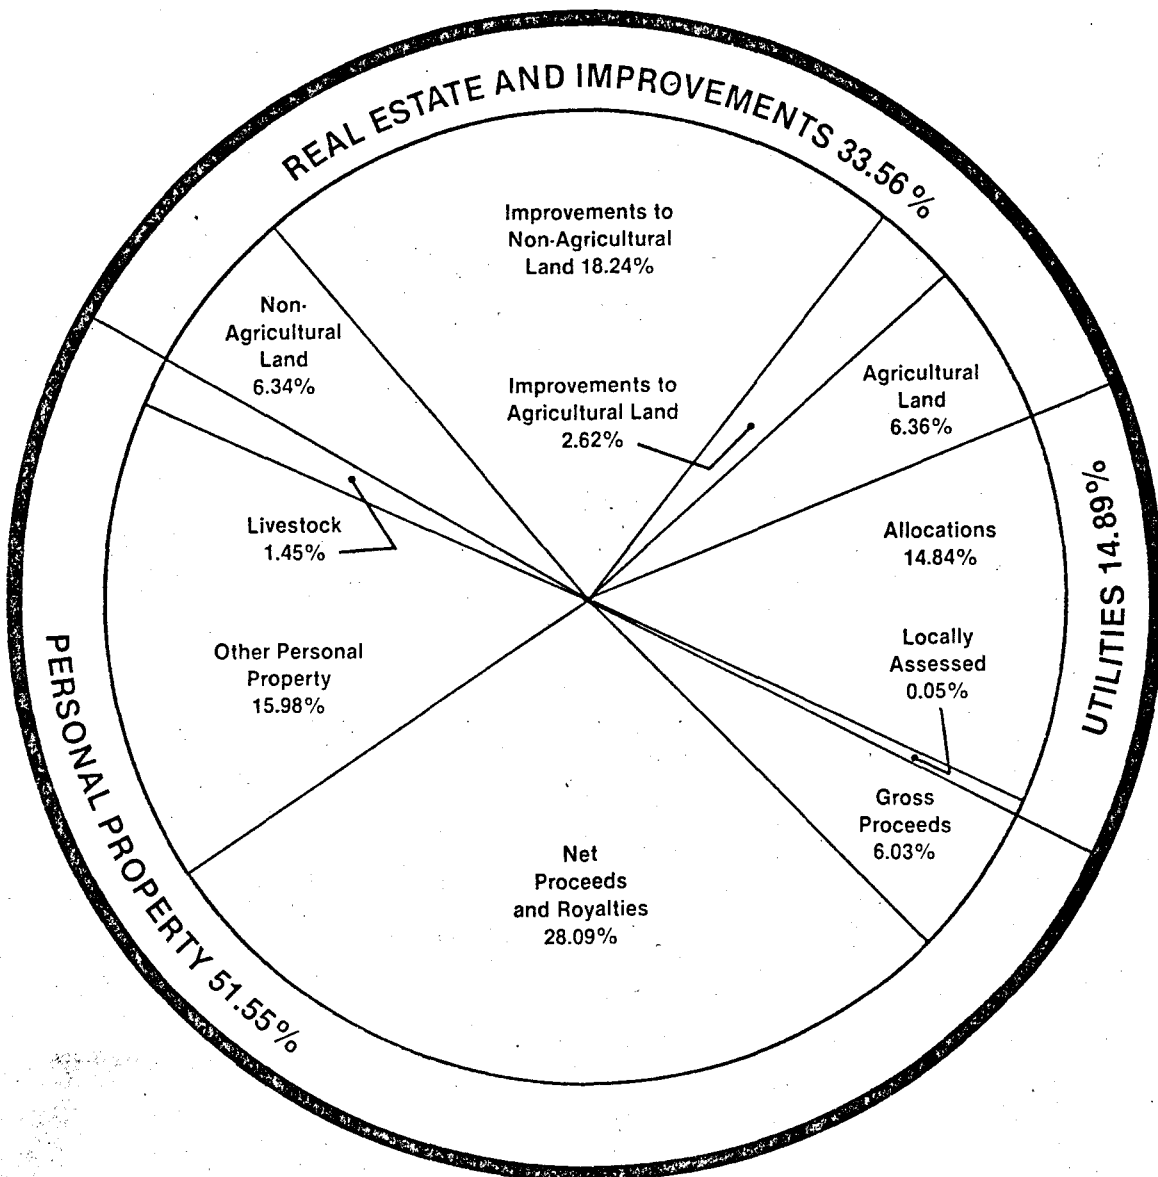 REAL ESTATE AND IMPROVEMENTS 33.56%
Improvements to
Non-Agricultural
Land 18.24%
Non-
Agricultural
Land
6.34%
Improvements to
Agricultural Land
2.62%
Agricultural
Land
6.36%
UTILITIES 14.89%
Allocations
14.84%
Locally
Assessed
0.05%
Livestock
1.45%
Other Personal
Property
15.98%
Gross
Proceeds
6.03%
Net
Proceeds
and Royalties
28.09%
PERSONAL PROPERTY 51.55%